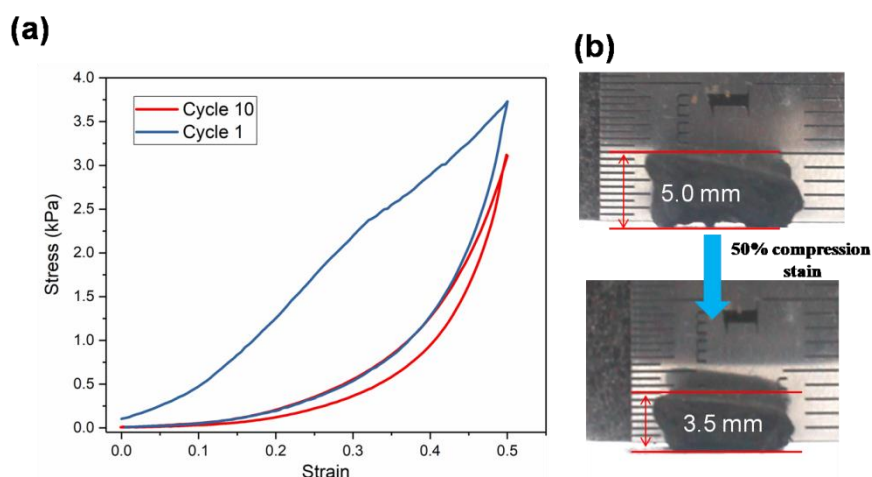 (a)
(b)
4.0
3.5
3.0
2.5
2.0
1.5
1.0
0.5
0.0
Stress (kPa)
Cycle 10
Cycle 1
0.0 0.1 0.2 0.3 0.4 0.5
Strain
5.0 mm
50% compression
stain
3.5 mm